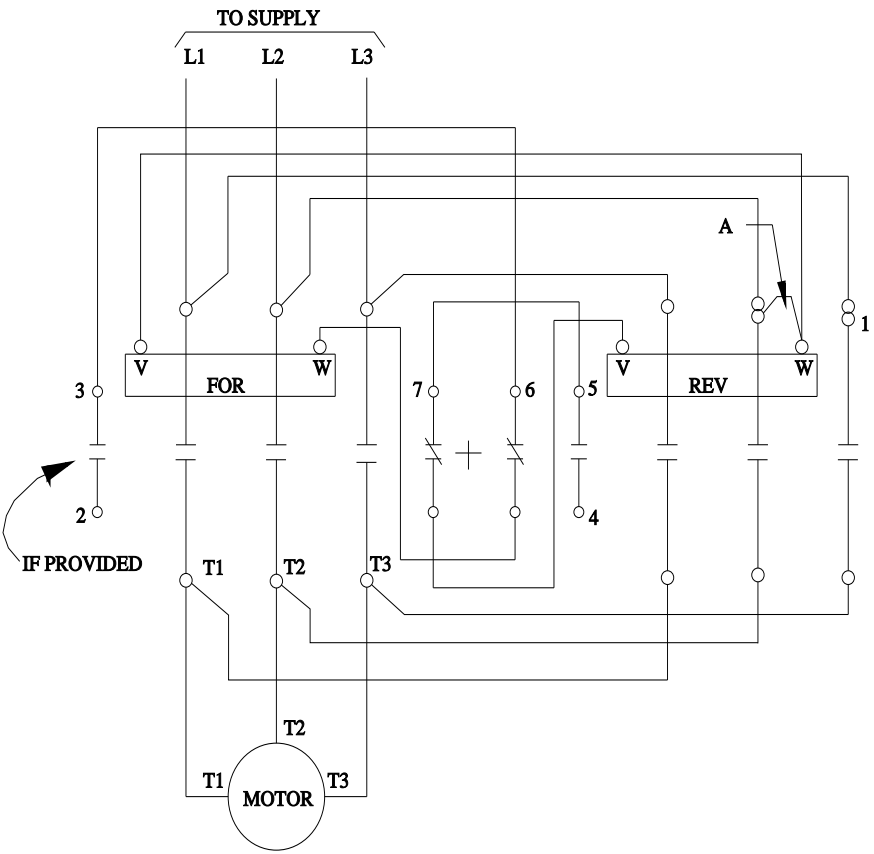 TO SUPPLY
L1 L2 L3
A
1
V W
FOR
V W
REV
3 7 6 5
2 4
IF PROVIDED
T1 T2 T3
T2
T1 T3
MOTOR